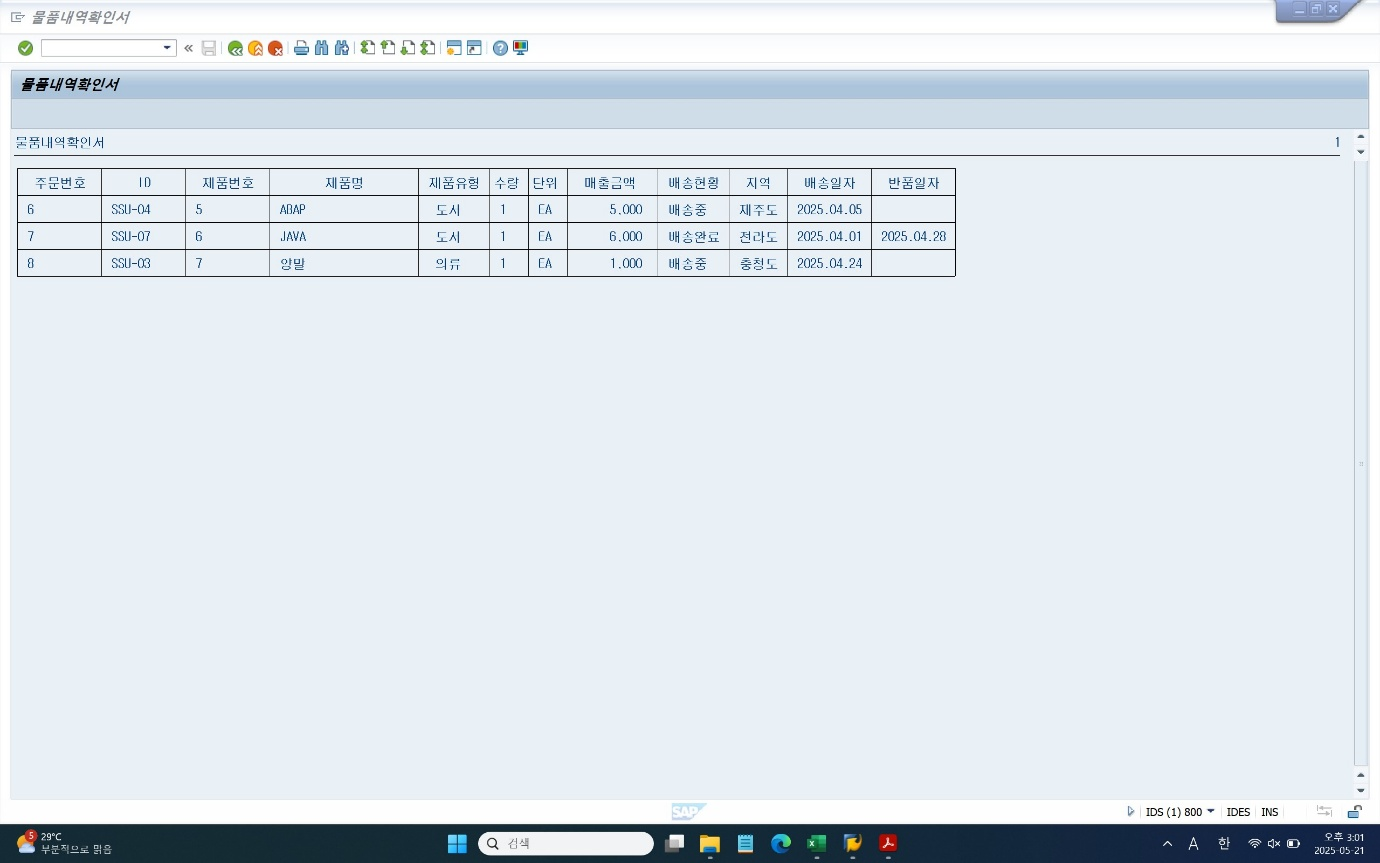 물품내역확인서
물품내역확인서
물품내역확인서 1
주문번호 ID 제품번호 제품명 제품유형 수량 단위 매출금액 배송현황 지역 배송일자 반품일자
6 SSU-04 5 ABAP 도서 1 EA 5,000 배송중 제주도 2025.04.05
7 SSU-07 6 JAVA 도서 1 EA 6,000 배송완료 전라도 2025.04.01 2025.04.28
8 SSU-03 7 양말 의류 1 EA 1,000 배송중 충청도 2025.04.24
SAP
IDS (1) 800 IDES INS
5 29°C
부분적으로 맑음
검색
A 한
오후 3:01
2025-05-21